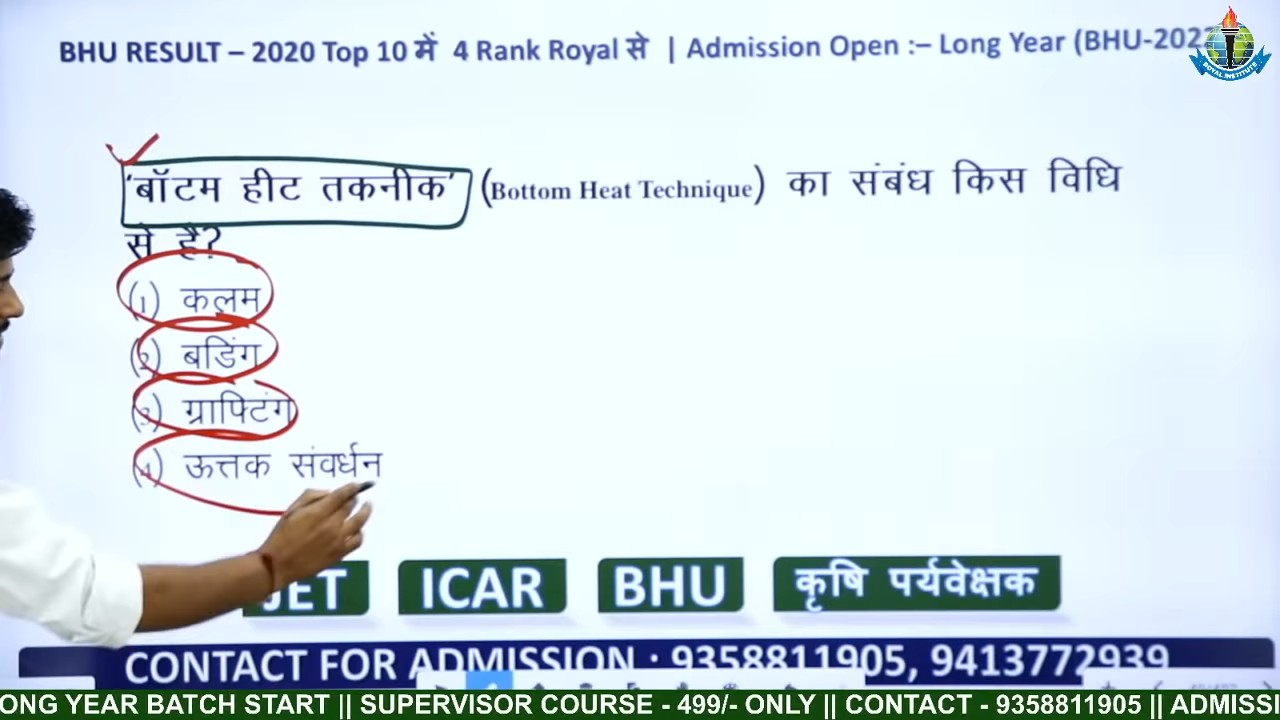 BHU RESULT – 2020 Top 10 में 4 Rank Royal से | Admission Open :– Long Year (BHU-202
ROYAL INSTITUTE
'बॉटम हीट तकनीक' (Bottom Heat Technique) का संबंध किस विधि
से है?
(1) कलम
(2) बडिंग
(3) ग्राफ्टिंग
(4) ऊत्तक संवर्धन
JET ICAR BHU कृषि पर्यवेक्षक
CONTACT FOR ADMISSION : 9358811905, 9413772939
ONG YEAR BATCH START || SUPERVISOR COURSE - 499/- ONLY || CONTACT - 9358811905 || ADMISSI